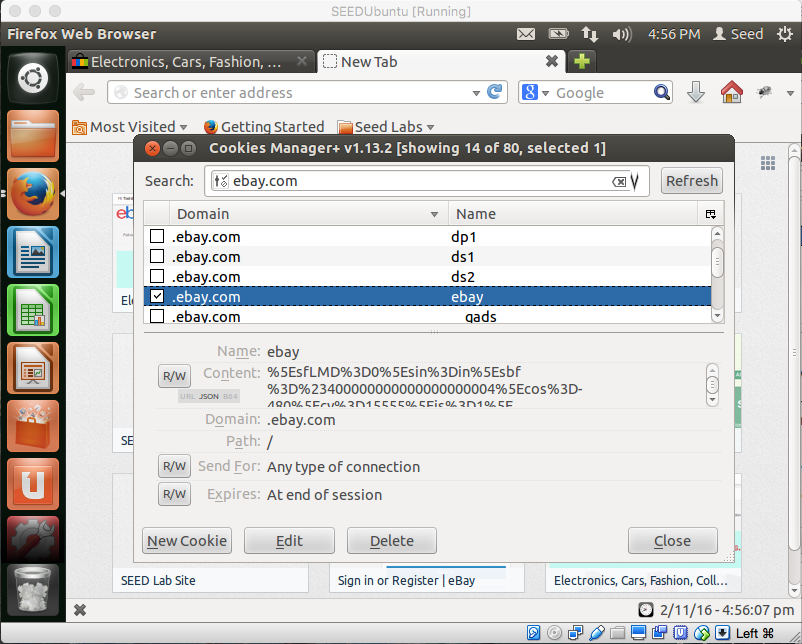 SEEDUbuntu [Running]
Firefox Web Browser 4:56 PM Seed
Electronics, Cars, Fashion, ... New Tab
Search or enter address Google
Most Visited Getting Started Seed Labs
Cookies Manager+ v1.13.2 [showing 14 of 80, selected 1]
Search: ebay.com Refresh
Domain Name
.ebay.com dp1
.ebay.com ds1
.ebay.com ds2
.ebay.com ebay
.ebay.com __gads
Name: ebay
R/W Content: %5EsfLMD%3D0%5Esin%3Din%5Esbf
%3D%2340000000000000000000004%5Ecos%3D-
480%5Ecv%3D15555%5Ejs%3D1%5E
URL JSON B64
Domain: .ebay.com
Path: /
R/W Send For: Any type of connection
R/W Expires: At end of session
New Cookie Edit Delete Close
SEED Lab Site Sign in or Register | eBay Electronics, Cars, Fashion, Coll...
2/11/16 - 4:56:07 pm
Left ⌘